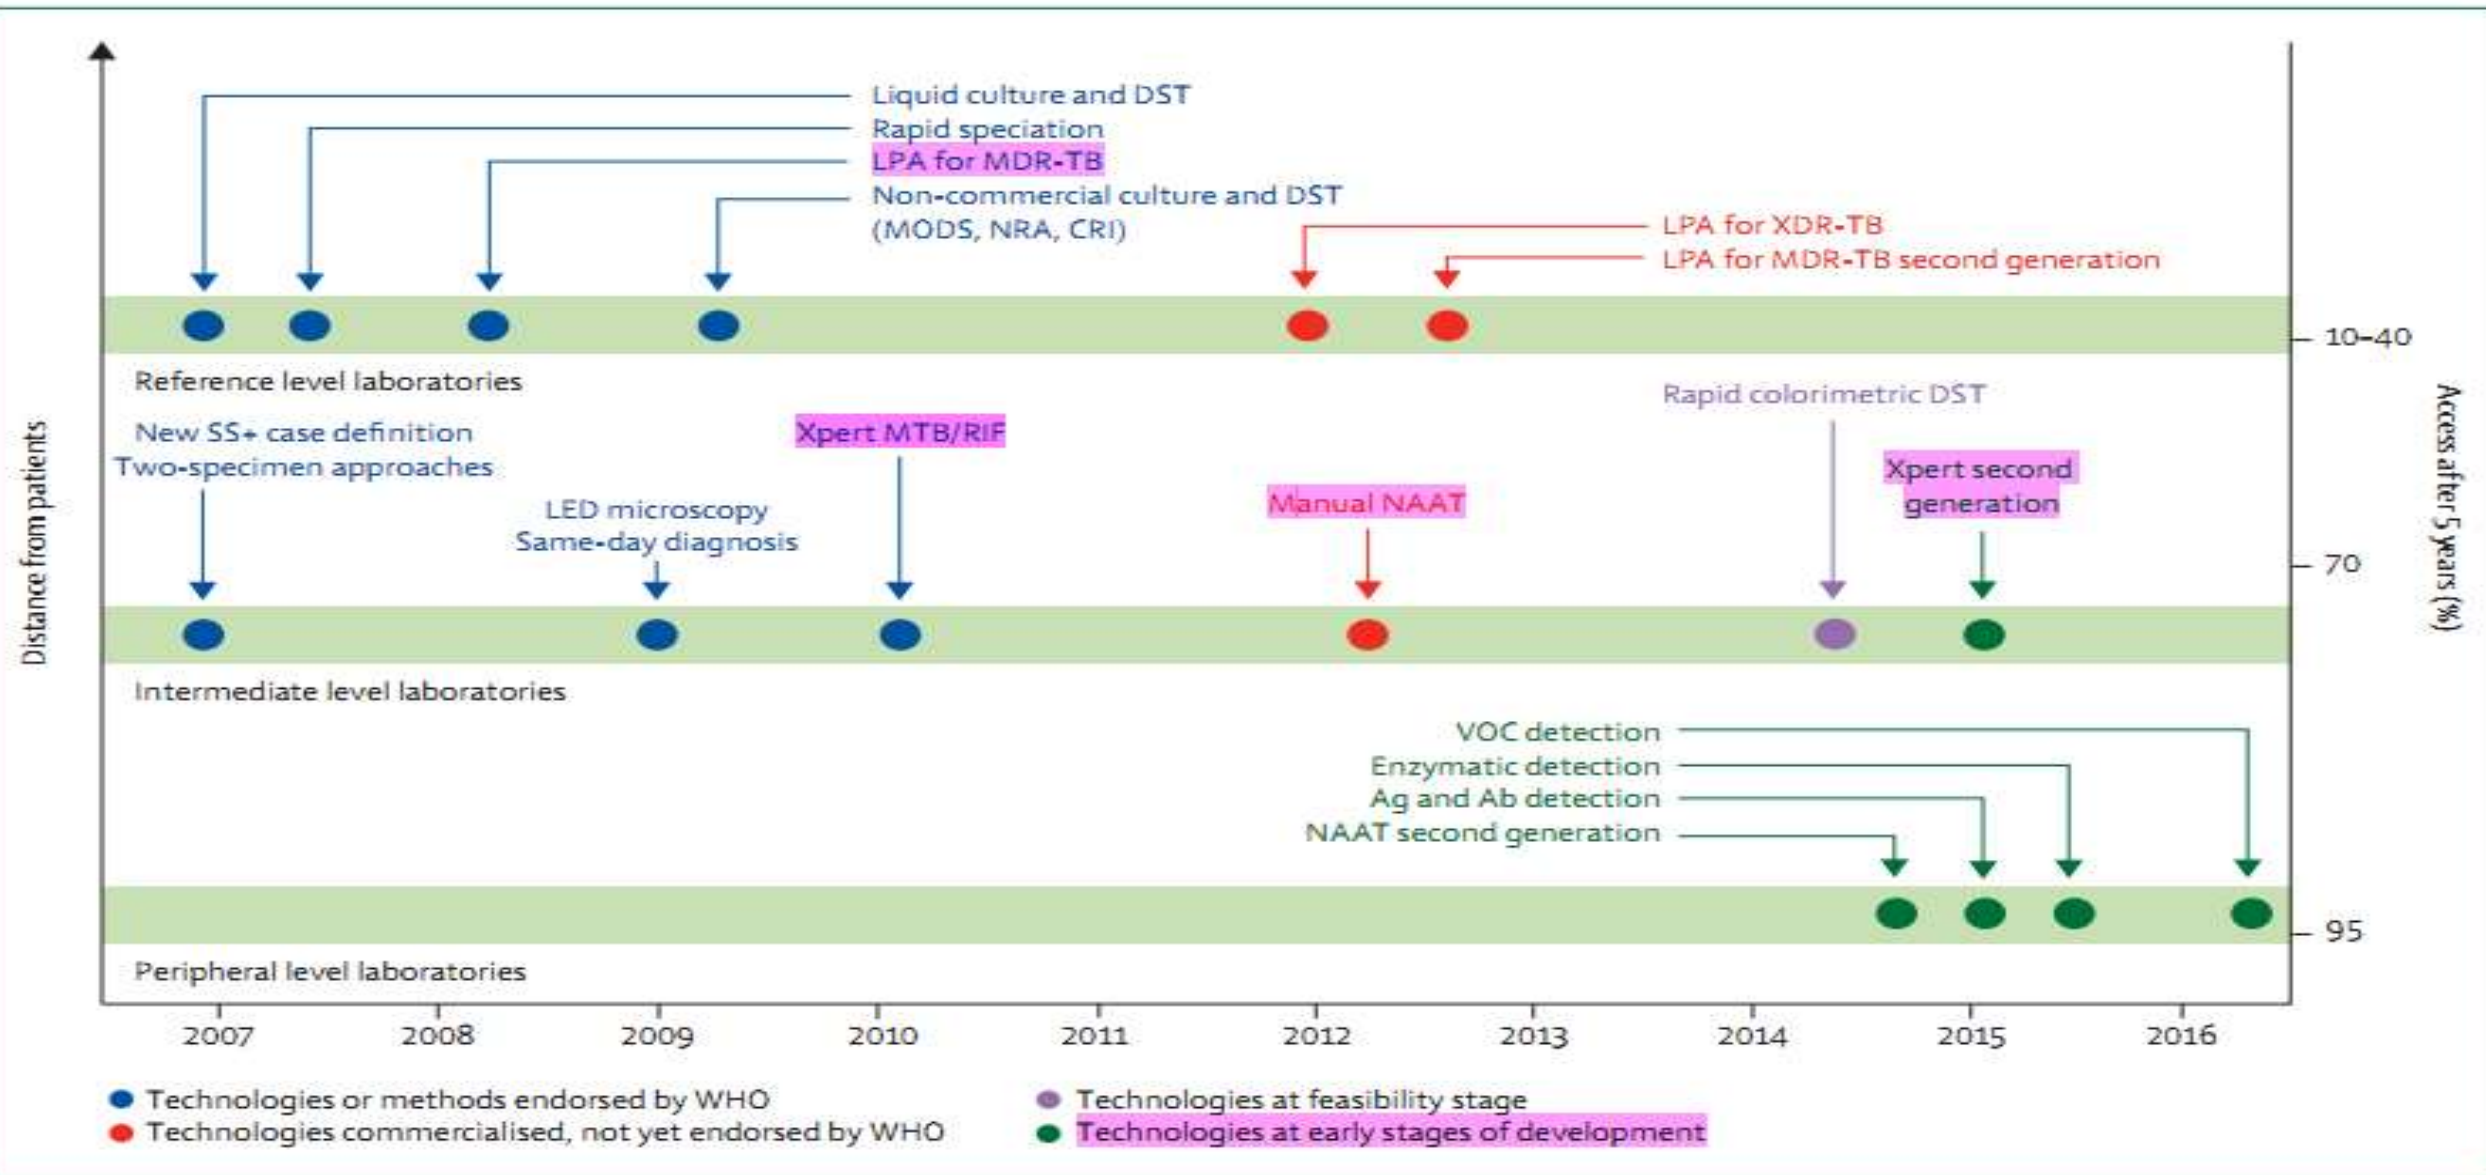 Liquid culture and DST
Rapid speciation
LPA for MDR-TB
Non-commercial culture and DST
(MODS, NRA, CRI)
LPA for XDR-TB
LPA for MDR-TB second generation
10–40
Reference level laboratories
New SS+ case definition
Two-specimen approaches
LED microscopy
Same-day diagnosis
Xpert MTB/RIF
Manual NAAT
Rapid colorimetric DST
Xpert second
generation
70
Intermediate level laboratories
VOC detection
Enzymatic detection
Ag and Ab detection
NAAT second generation
95
Peripheral level laboratories
Distance from patients
Access after 5 years (%)
2007 2008 2009 2010 2011 2012 2013 2014 2015 2016
Technologies or methods endorsed by WHO
Technologies commercialised, not yet endorsed by WHO
Technologies at feasibility stage
Technologies at early stages of development